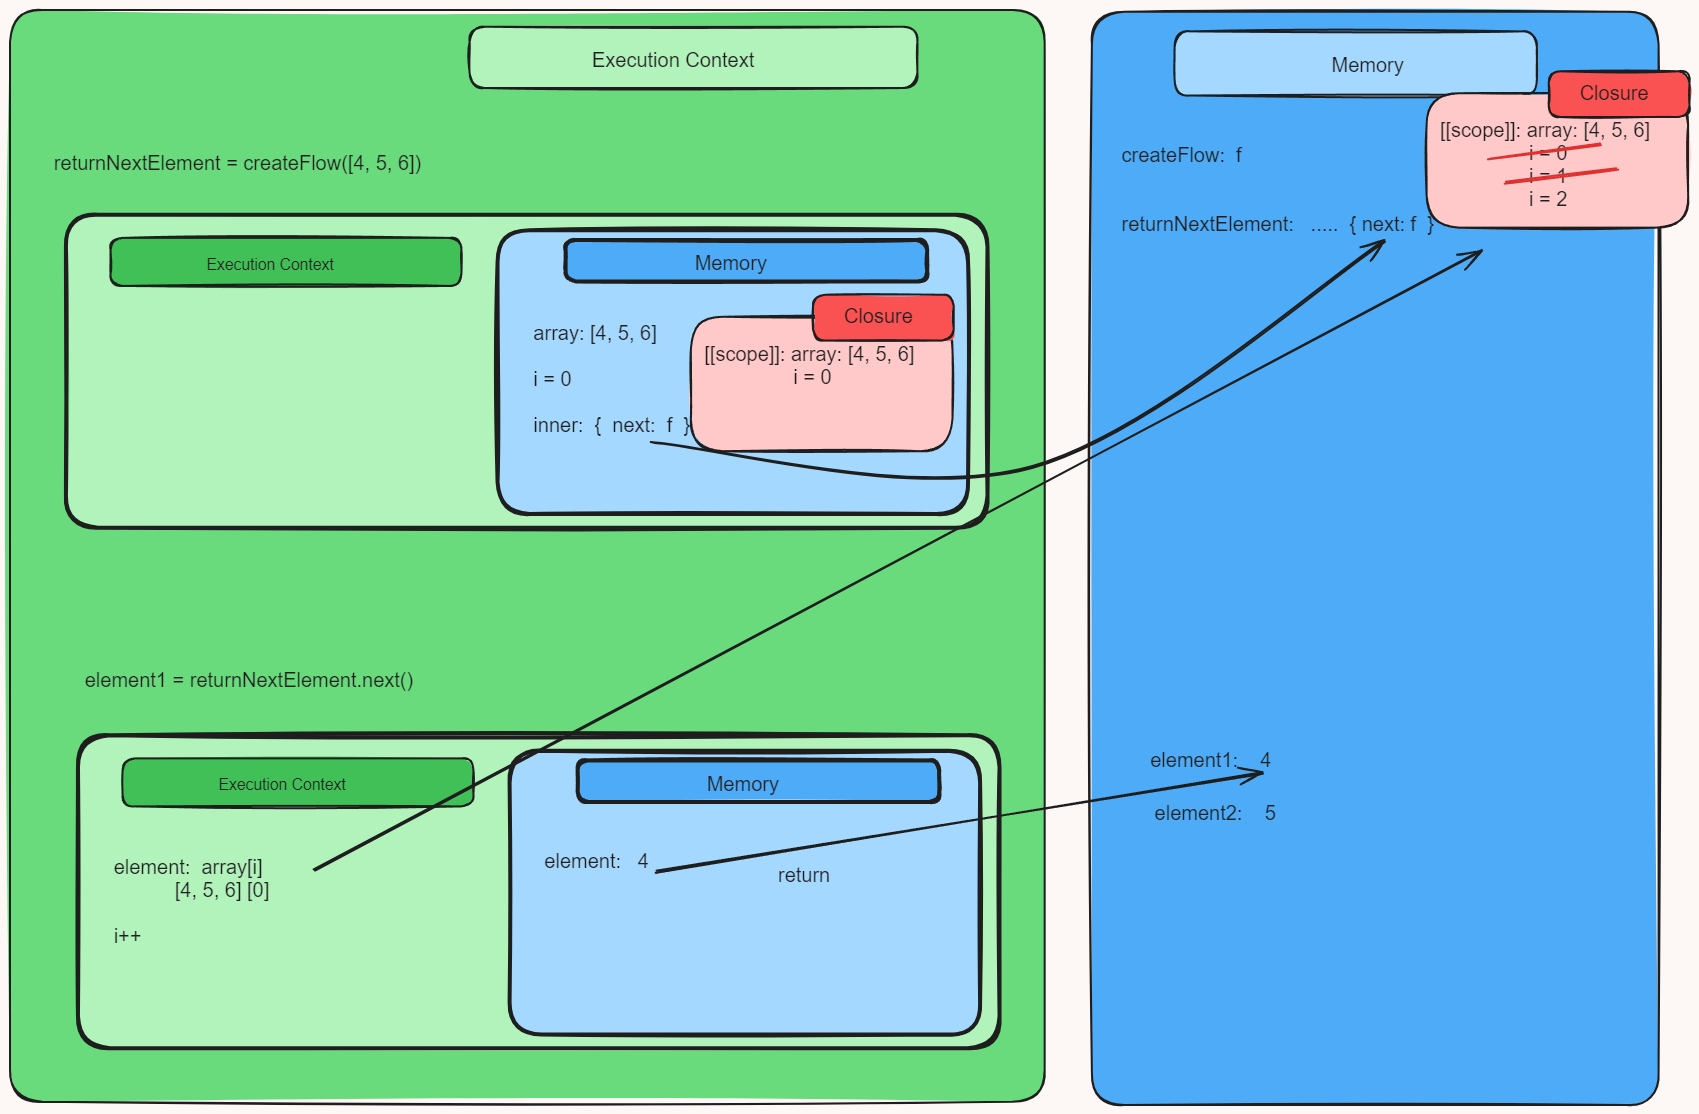 Execution Context
returnNextElement = createFlow([4, 5, 6])
Execution Context
Memory
array: [4, 5, 6]
i = 0
inner: { next: f }
Closure
[[scope]]: array: [4, 5, 6]
i = 0
element1 = returnNextElement.next()
Execution Context
Memory
element: array[i]
[4, 5, 6] [0]
i++
element: 4
return
Memory
Closure
[[scope]]: array: [4, 5, 6]
i = 0
i = 1
i = 2
createFlow: f
returnNextElement: ..... { next: f }
element1: 4
element2: 5